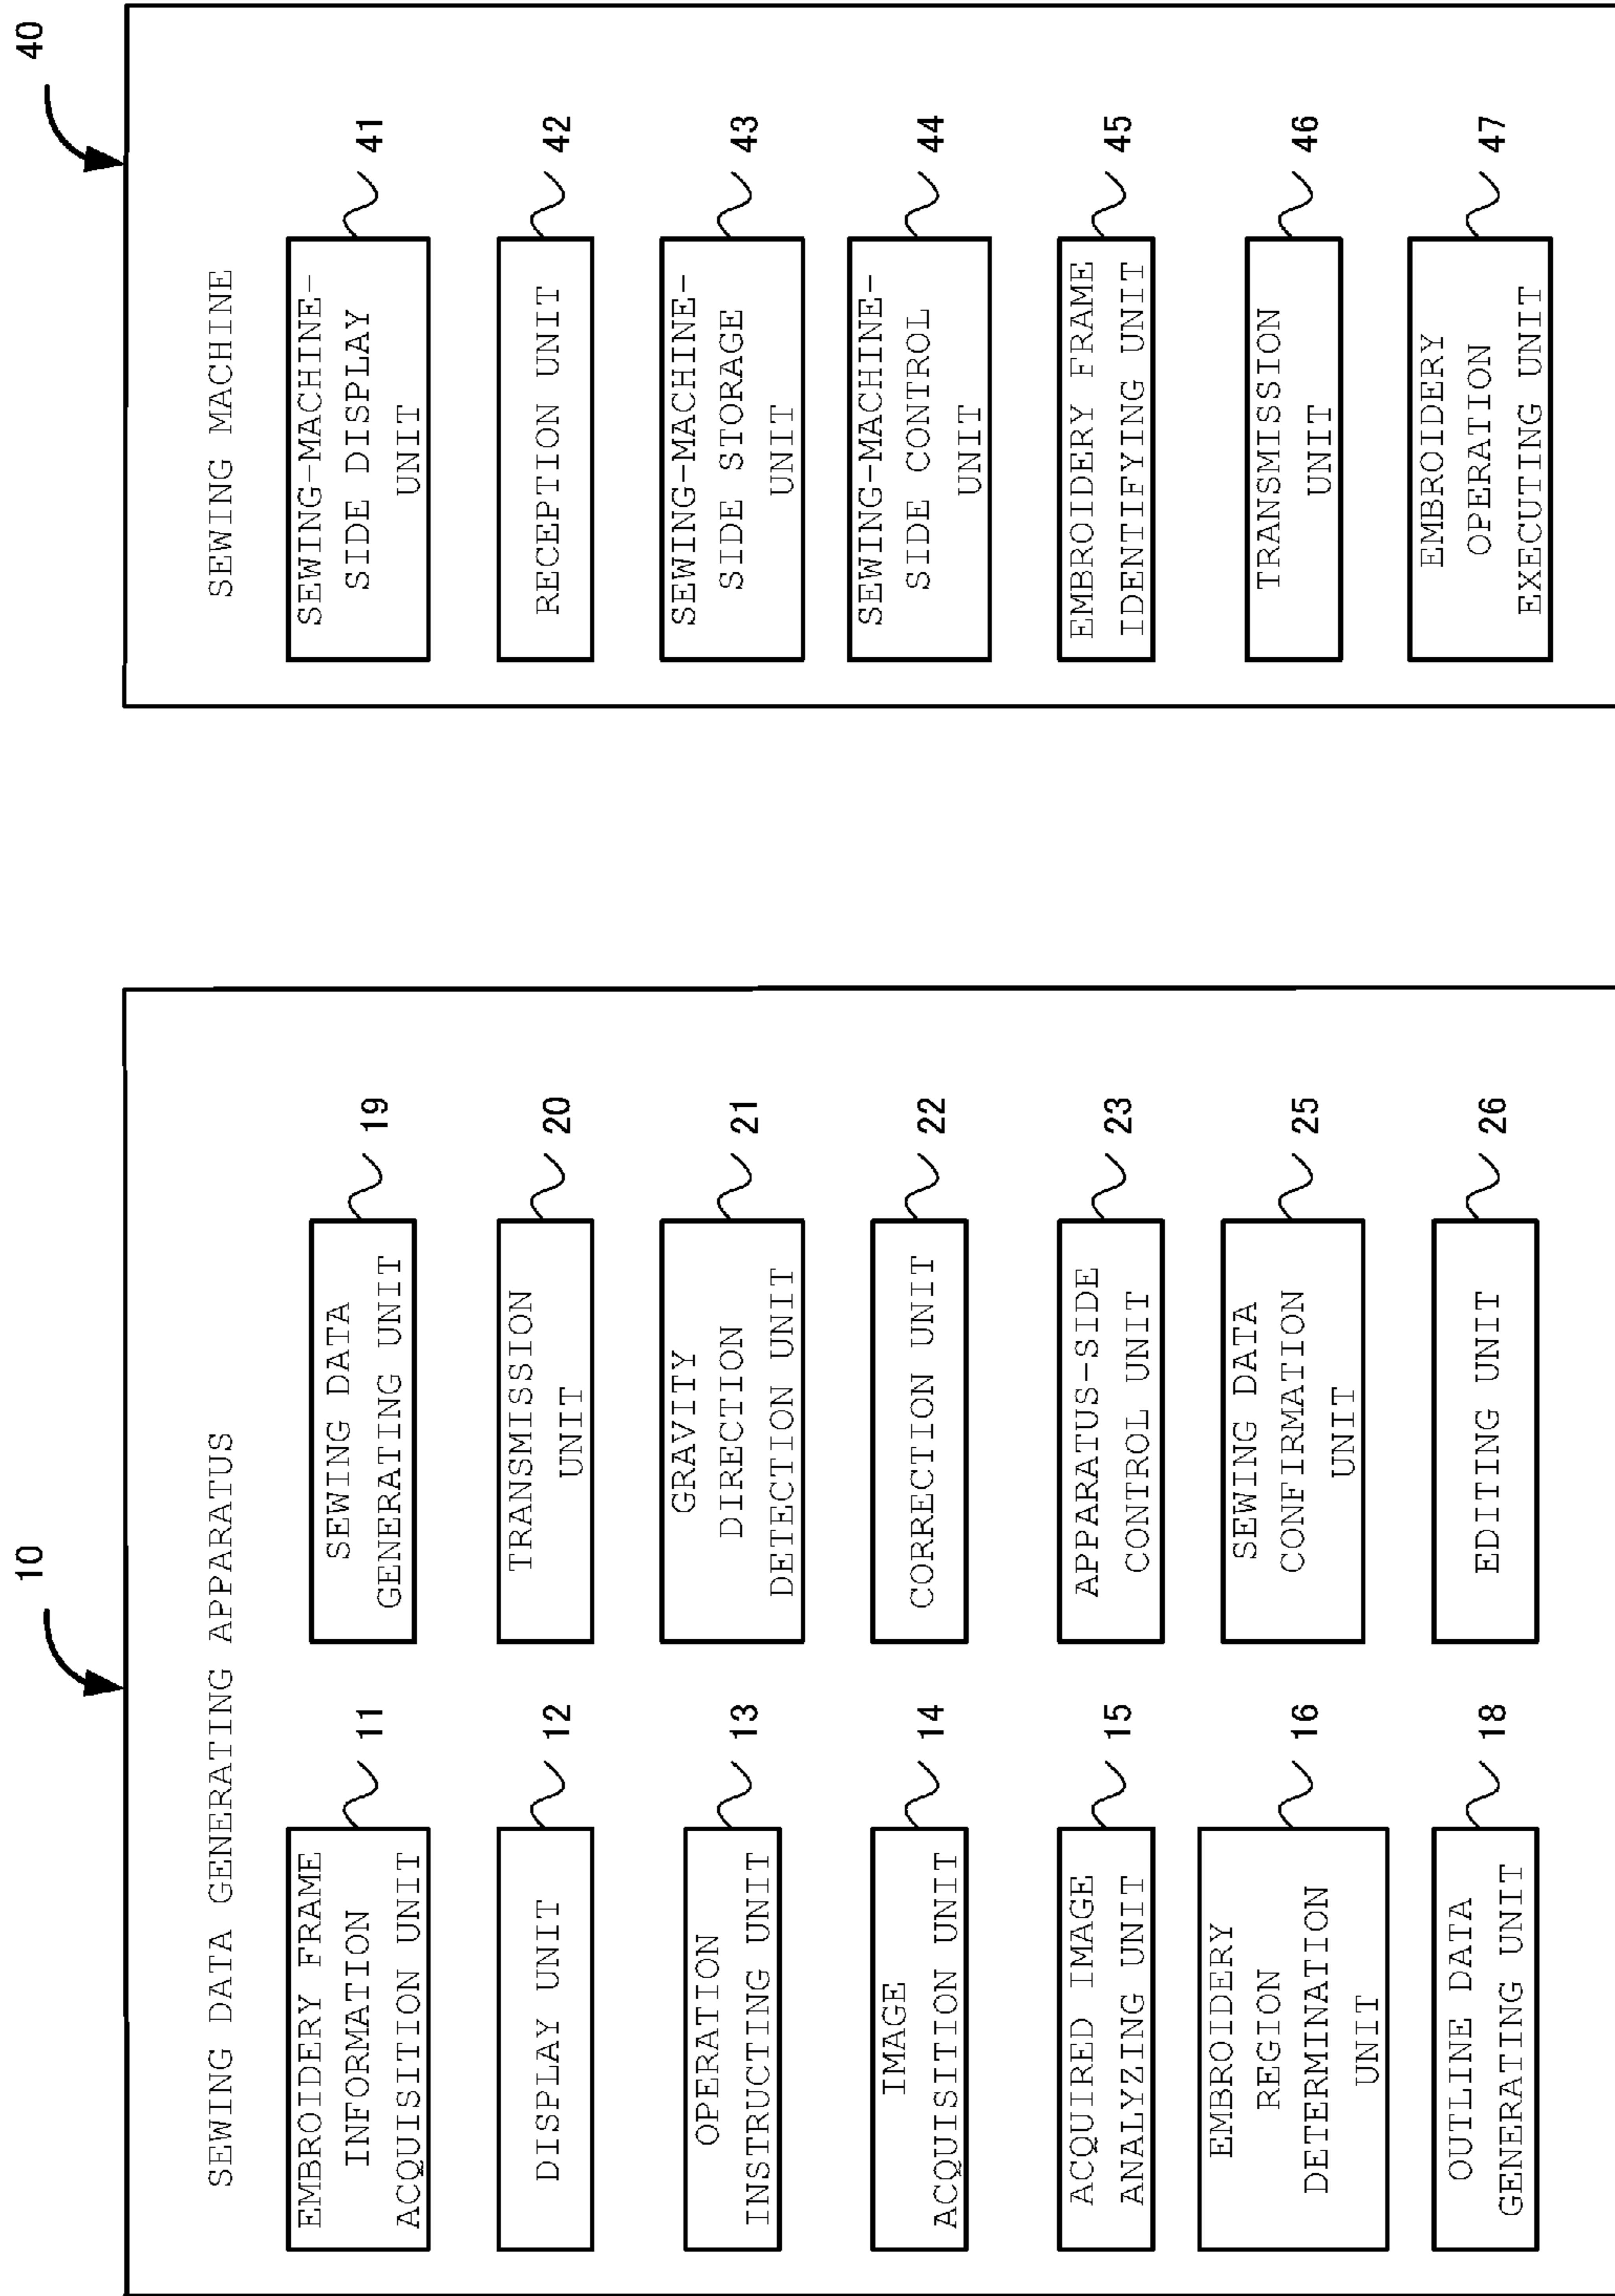 10
SEWING DATA GENERATING APPARATUS
EMBROIDERY FRAME
INFORMATION
ACQUISITION UNIT
11
DISPLAY UNIT
12
OPERATION
INSTRUCTING UNIT
13
IMAGE
ACQUISITION UNIT
14
ACQUIRED IMAGE
ANALYZING UNIT
15
EMBROIDERY
REGION
DETERMINATION
UNIT
16
OUTLINE DATA
GENERATING UNIT
18
SEWING DATA
GENERATING UNIT
19
TRANSMISSION
UNIT
20
GRAVITY
DIRECTION
DETECTION UNIT
21
CORRECTION UNIT
22
APPARATUS-SIDE
CONTROL UNIT
23
SEWING DATA
CONFIRMATION
UNIT
25
EDITING UNIT
26
40
SEWING MACHINE
SEWING-MACHINE-
SIDE DISPLAY
UNIT
41
RECEPTION UNIT
42
SEWING-MACHINE-
SIDE STORAGE
UNIT
43
SEWING-MACHINE-
SIDE CONTROL
UNIT
44
EMBROIDERY FRAME
IDENTIFYING UNIT
45
TRANSMISSION
UNIT
46
EMBROIDERY
OPERATION
EXECUTING UNIT
47